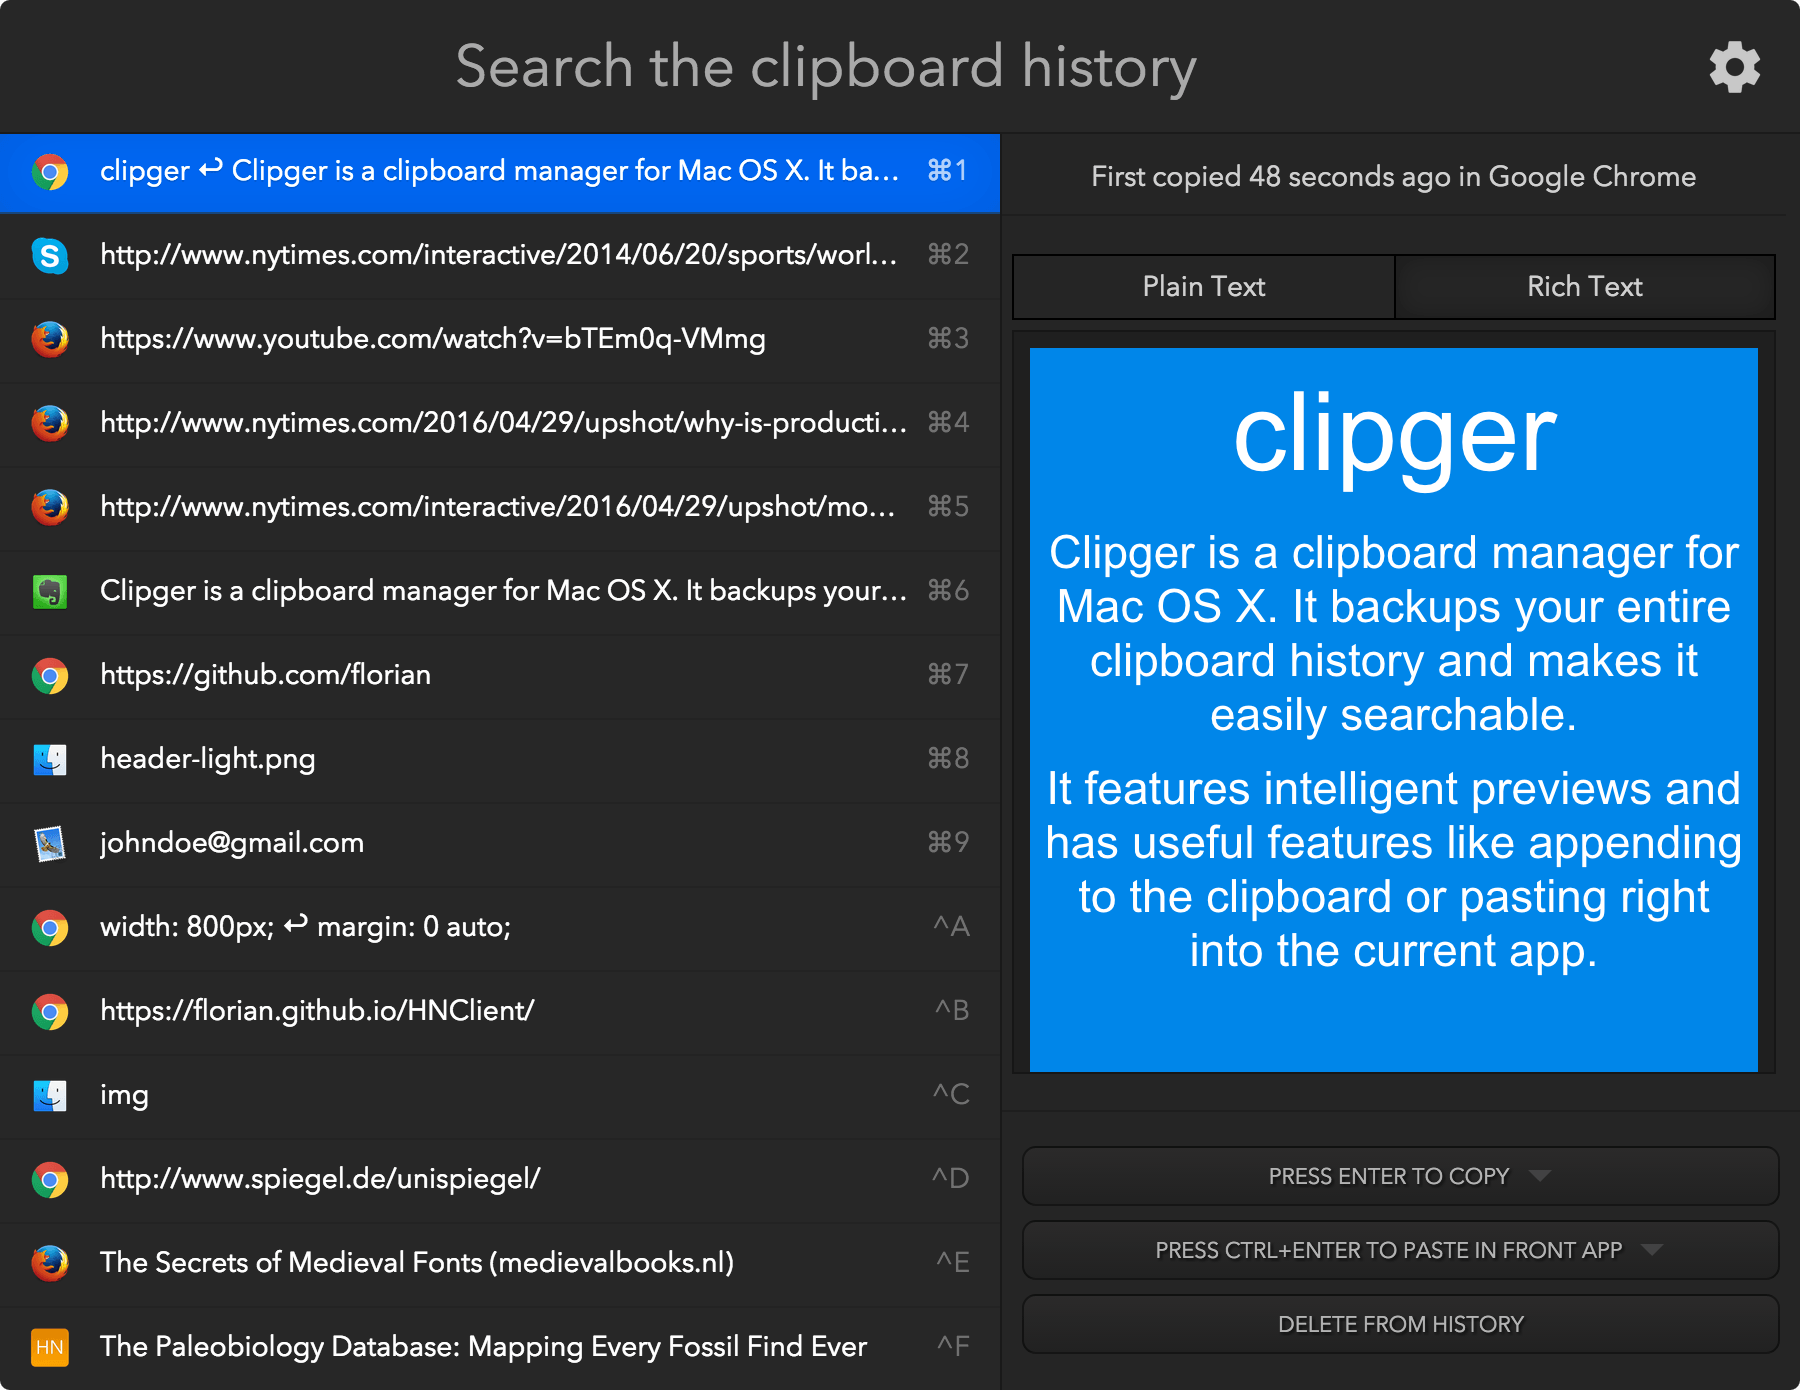 Search the clipboard history
clipger ↩ Clipger is a clipboard manager for Mac OS X. It ba... ⌘1
http://www.nytimes.com/interactive/2014/06/20/sports/worl... ⌘2
https://www.youtube.com/watch?v=bTEm0q-VMmg ⌘3
http://www.nytimes.com/2016/04/29/upshot/why-is-producti... ⌘4
http://www.nytimes.com/interactive/2016/04/29/upshot/mo... ⌘5
Clipger is a clipboard manager for Mac OS X. It backups your... ⌘6
https://github.com/florian ⌘7
header-light.png ⌘8
johndoe@gmail.com ⌘9
width: 800px; ↩ margin: 0 auto; ^A
https://florian.github.io/HNClient/ ^B
img ^C
http://www.spiegel.de/unispiegel/ ^D
The Secrets of Medieval Fonts (medievalbooks.nl) ^E
HN The Paleobiology Database: Mapping Every Fossil Find Ever ^F
First copied 48 seconds ago in Google Chrome
Plain Text Rich Text
clipger
Clipger is a clipboard manager for
Mac OS X. It backups your entire
clipboard history and makes it
easily searchable.
It features intelligent previews and
has useful features like appending
to the clipboard or pasting right
into the current app.
PRESS ENTER TO COPY
PRESS CTRL+ENTER TO PASTE IN FRONT APP
DELETE FROM HISTORY